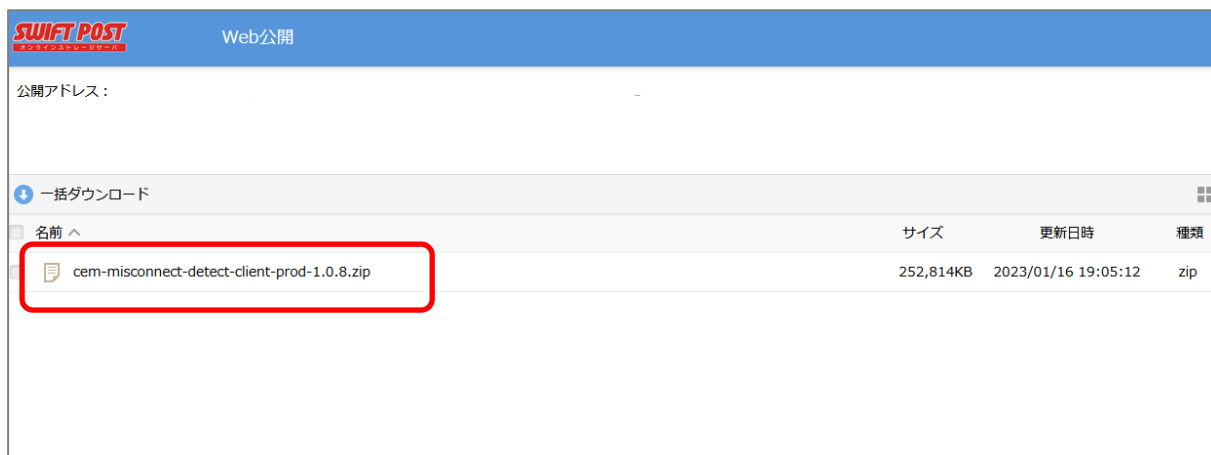 SWIFT POST
オンラインストレージサーバ
Web公開
公開アドレス：
一括ダウンロード
名前 サイズ 更新日時 種類
cem-misconnect-detect-client-prod-1.0.8.zip 252,814KB 2023/01/16 19:05:12 zip